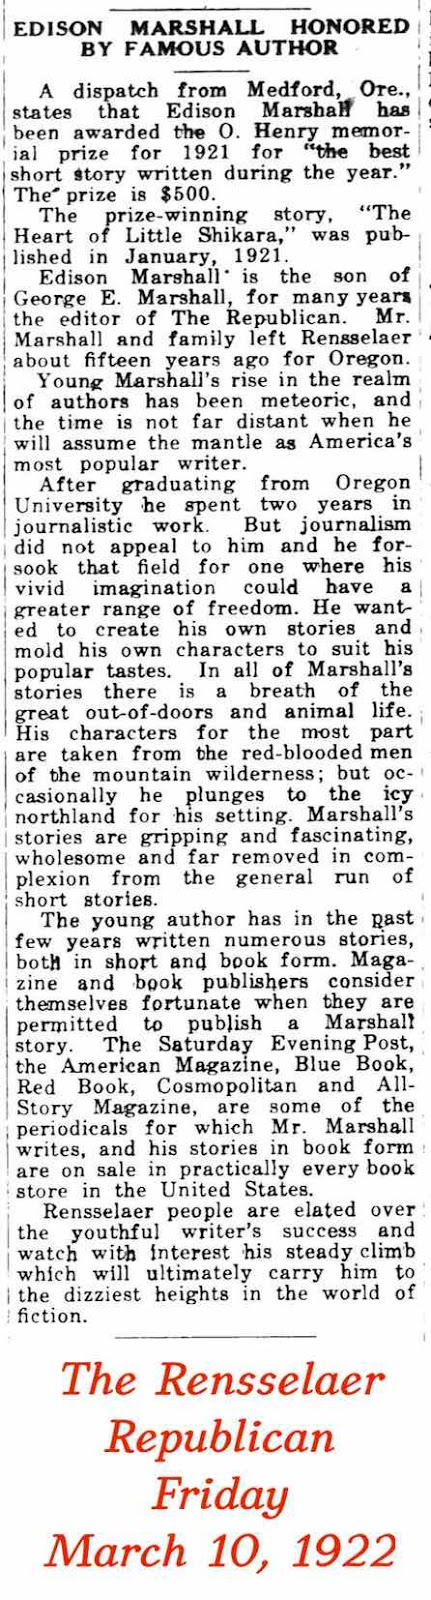 EDISON MARSHALL HONORED
BY FAMOUS AUTHOR
A dispatch from Medford, Ore.,
states that Edison Marshall has
been awarded the O. Henry memor-
ial prize for 1921 for "the best
short story written during the year."
The prize is $500.
The prize-winning story, "The
Heart of Little Shikara," was pub-
lished in January, 1921.
Edison Marshall is the son of
George E. Marshall, for many years
the editor of The Republican. Mr.
Marshall and family left Rensselaer
about fifteen years ago for Oregon.
Young Marshall's rise in the realm
of authors has been meteoric, and
the time is not far distant when he
will assume the mantle as America's
most popular writer.
After graduating from Oregon
University he spent two years in
journalistic work. But journalism
did not appeal to him and he for-
sook that field for one where his
vivid imagination could have a
greater range of freedom. He want-
ed to create his own stories and
mold his own characters to suit his
popular tastes. In all of Marshall's
stories there is a breath of the
great out-of-doors and animal life.
His characters for the most part
are taken from the red-blooded men
of the mountain wilderness; but oc-
casionally he plunges to the icy
northland for his setting. Marshall's
stories are gripping and fascinating,
wholesome and far removed in com-
plexion from the general run of
short stories.
The young author has in the past
few years written numerous stories,
both in short and book form. Maga-
zine and book publishers consider
themselves fortunate when they are
permitted to publish a Marshall
story. The Saturday Evening Post,
the American Magazine, Blue Book,
Red Book, Cosmopolitan and All-
Story Magazine, are some of the
periodicals for which Mr. Marshall
writes, and his stories in book form
are on sale in practically every book
store in the United States.
Rensselaer people are elated over
the youthful writer's success and
watch with interest his steady climb
which will ultimately carry him to
the dizziest heights in the world of
fiction.
The Rensselaer
Republican
Friday
March 10, 1922